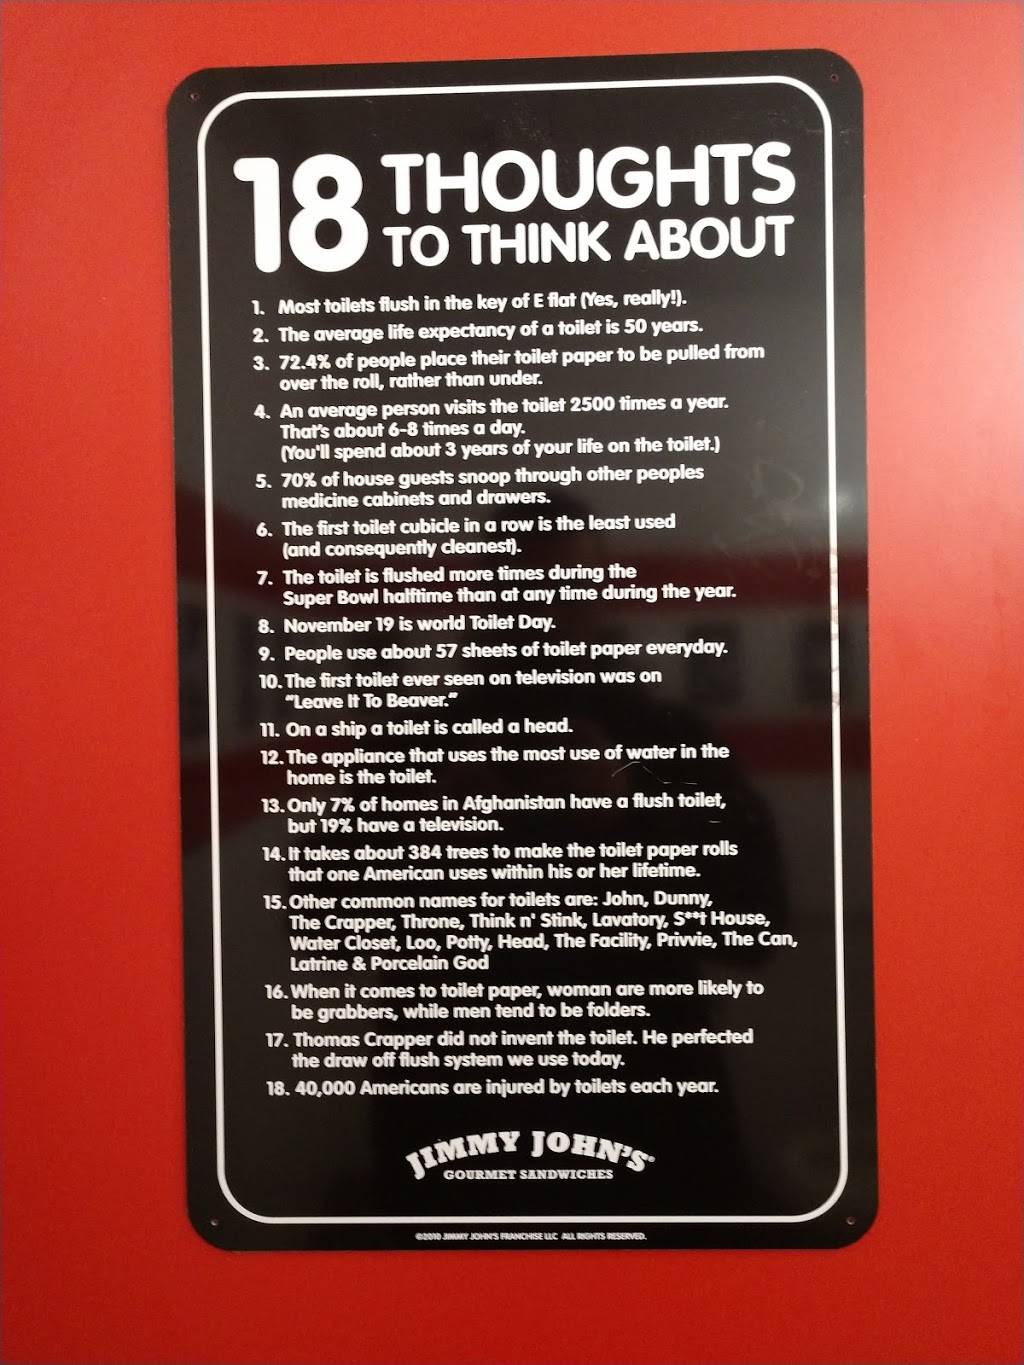 18 THOUGHTS
TO THINK ABOUT
1. Most toilets flush in the key of E flat (Yes, really!).
2. The average life expectancy of a toilet is 50 years.
3. 72.4% of people place their toilet paper to be pulled from
over the roll, rather than under.
4. An average person visits the toilet 2500 times a year.
That's about 6-8 times a day.
(You'll spend about 3 years of your life on the toilet.)
5. 70% of house guests snoop through other peoples
medicine cabinets and drawers.
6. The first toilet cubicle in a row is the least used
(and consequently cleanest).
7. The toilet is flushed more times during the
Super Bowl halftime than at any time during the year.
8. November 19 is world Toilet Day.
9. People use about 57 sheets of toilet paper everyday.
10. The first toilet ever seen on television was on
"Leave It To Beaver."
11. On a ship a toilet is called a head.
12. The appliance that uses the most use of water in the
home is the toilet.
13. Only 7% of homes in Afghanistan have a flush toilet,
but 19% have a television.
14. It takes about 384 trees to make the toilet paper rolls
that one American uses within his or her lifetime.
15. Other common names for toilets are: John, Dunny,
The Crapper, Throne, Think n' Stink, Lavatory, S**t House,
Water Closet, Loo, Potty, Head, The Facility, Privvie, The Can,
Latrine & Porcelain God
16. When it comes to toilet paper, woman are more likely to
be grabbers, while men tend to be folders.
17. Thomas Crapper did not invent the toilet. He perfected
the draw off flush system we use today.
18. 40,000 Americans are injured by toilets each year.
JIMMY JOHN'S®
GOURMET SANDWICHES
©2010 JIMMY JOHN'S FRANCHISE LLC ALL RIGHTS RESERVED.